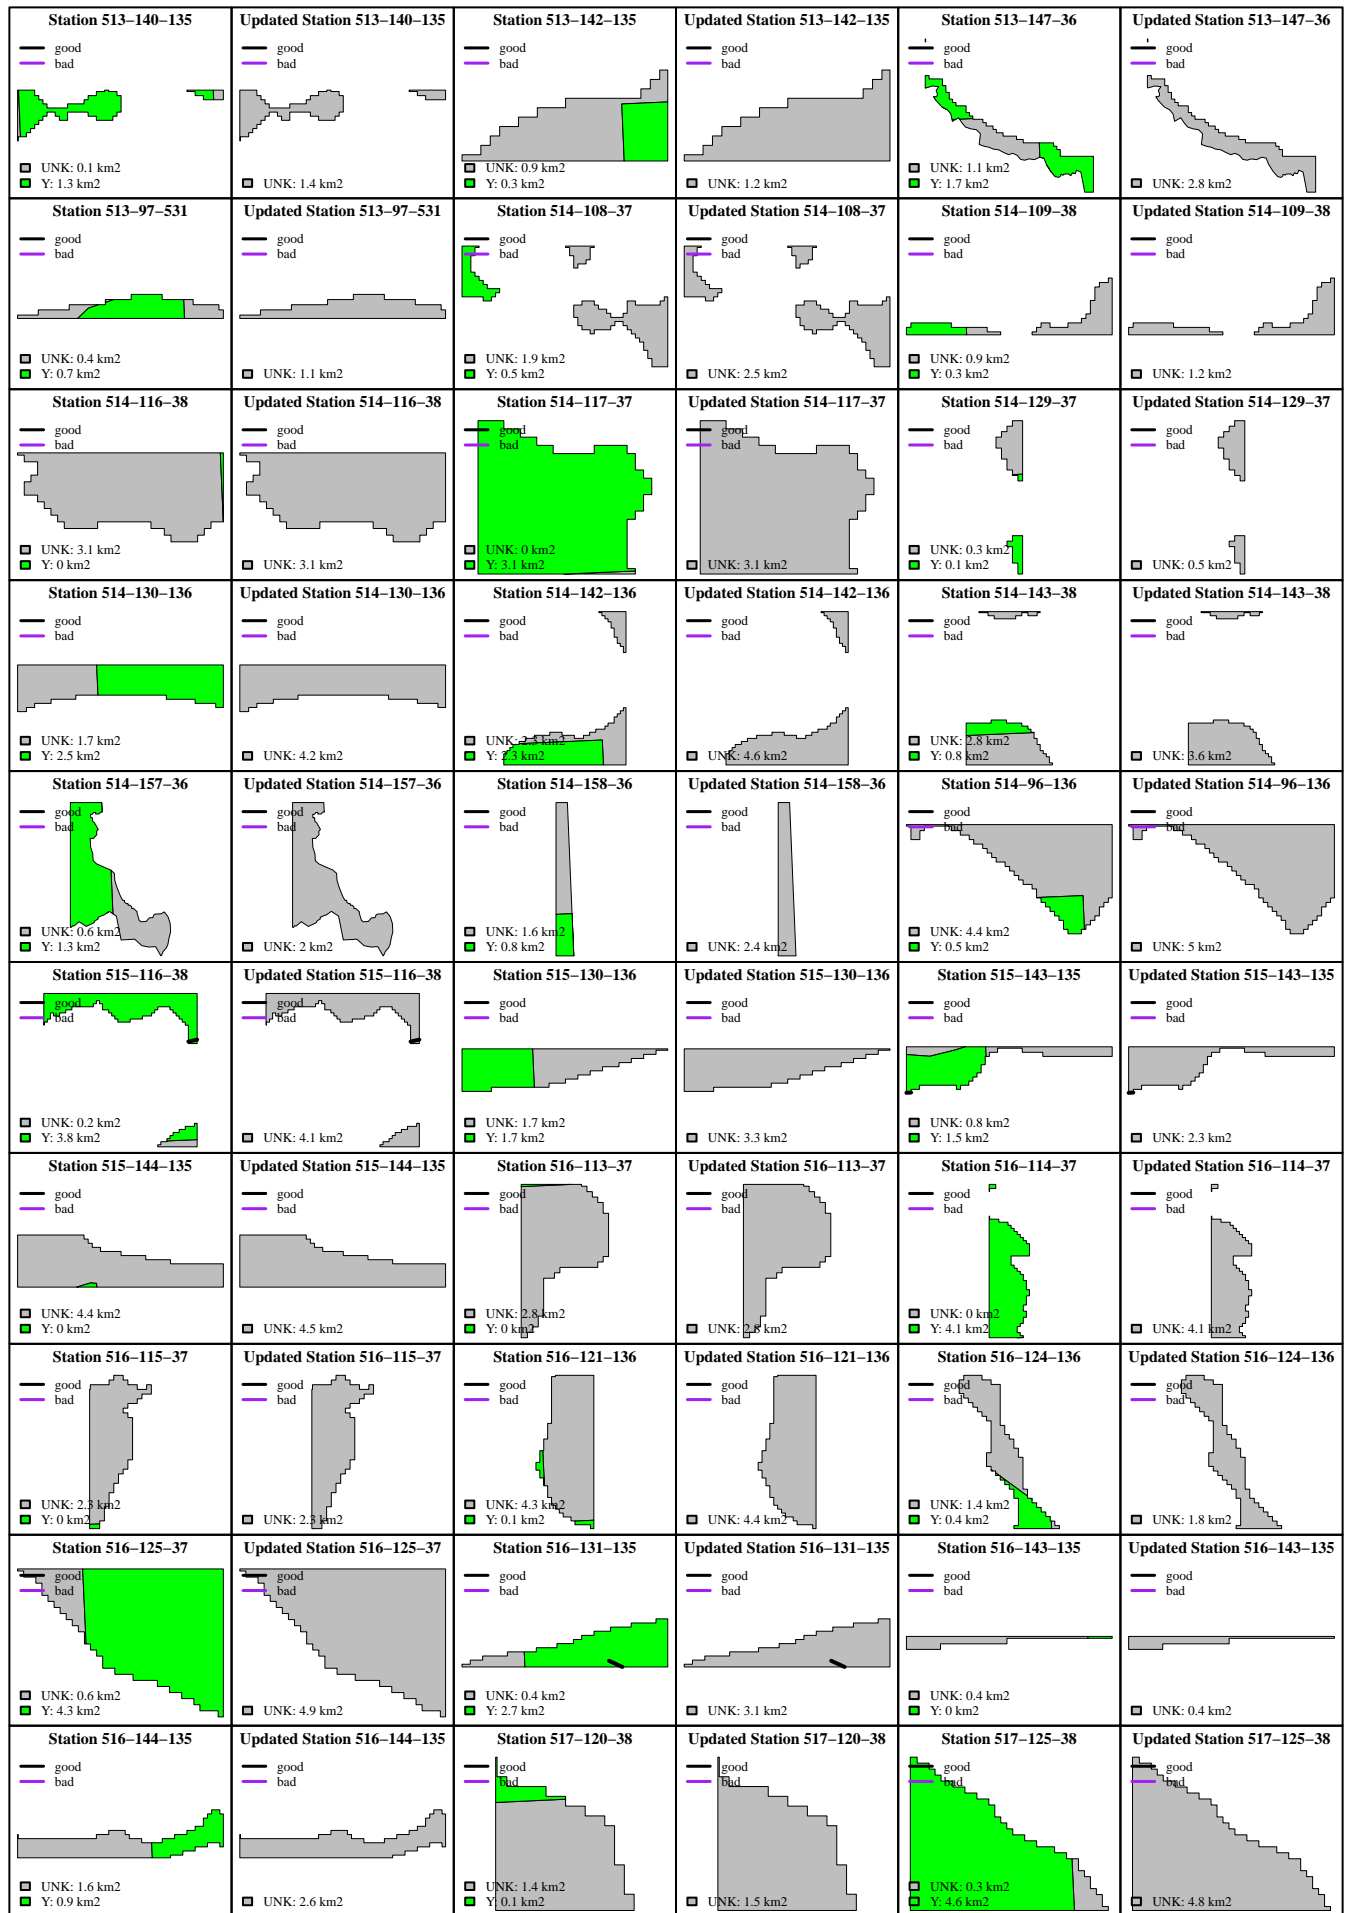 Station 513–140–135
good
bad
UNK: 0.1 km2
Y: 1.3 km2
Updated Station 513–140–135
good
bad
UNK: 1.4 km2
Station 513–142–135
good
bad
UNK: 0.9 km2
Y: 0.3 km2
Updated Station 513–142–135
good
bad
UNK: 1.2 km2
Station 513–147–36
good
bad
UNK: 1.1 km2
Y: 1.7 km2
Updated Station 513–147–36
good
bad
UNK: 2.8 km2
Station 513–97–531
good
bad
UNK: 0.4 km2
Y: 0.7 km2
Updated Station 513–97–531
good
bad
UNK: 1.1 km2
Station 514–108–37
good
bad
UNK: 1.9 km2
Y: 0.5 km2
Updated Station 514–108–37
good
bad
UNK: 2.5 km2
Station 514–109–38
good
bad
UNK: 0.9 km2
Y: 0.3 km2
Updated Station 514–109–38
good
bad
UNK: 1.2 km2
Station 514–116–38
good
bad
UNK: 3.1 km2
Y: 0 km2
Updated Station 514–116–38
good
bad
UNK: 3.1 km2
Station 514–117–37
good
bad
UNK: 0 km2
Y: 3.1 km2
Updated Station 514–117–37
good
bad
UNK: 3.1 km2
Station 514–129–37
good
bad
UNK: 0.3 km2
Y: 0.1 km2
Updated Station 514–129–37
good
bad
UNK: 0.5 km2
Station 514–130–136
good
bad
UNK: 1.7 km2
Y: 2.5 km2
Updated Station 514–130–136
good
bad
UNK: 4.2 km2
Station 514–142–136
good
bad
UNK: 2.3 km2
Y: 2.3 km2
Updated Station 514–142–136
good
bad
UNK: 4.6 km2
Station 514–143–38
good
bad
UNK: 2.8 km2
Y: 0.8 km2
Updated Station 514–143–38
good
bad
UNK: 3.6 km2
Station 514–157–36
good
bad
UNK: 0.6 km2
Y: 1.3 km2
Updated Station 514–157–36
good
bad
UNK: 2 km2
Station 514–158–36
good
bad
UNK: 1.6 km2
Y: 0.8 km2
Updated Station 514–158–36
good
bad
UNK: 2.4 km2
Station 514–96–136
good
bad
UNK: 4.4 km2
Y: 0.5 km2
Updated Station 514–96–136
good
bad
UNK: 5 km2
Station 515–116–38
good
bad
UNK: 0.2 km2
Y: 3.8 km2
Updated Station 515–116–38
good
bad
UNK: 4.1 km2
Station 515–130–136
good
bad
UNK: 1.7 km2
Y: 1.7 km2
Updated Station 515–130–136
good
bad
UNK: 3.3 km2
Station 515–143–135
good
bad
UNK: 0.8 km2
Y: 1.5 km2
Updated Station 515–143–135
good
bad
UNK: 2.3 km2
Station 515–144–135
good
bad
UNK: 4.4 km2
Y: 0 km2
Updated Station 515–144–135
good
bad
UNK: 4.5 km2
Station 516–113–37
good
bad
UNK: 2.8 km2
Y: 0 km2
Updated Station 516–113–37
good
bad
UNK: 2.8 km2
Station 516–114–37
good
bad
UNK: 0 km2
Y: 4.1 km2
Updated Station 516–114–37
good
bad
UNK: 4.1 km2
Station 516–115–37
good
bad
UNK: 2.3 km2
Y: 0 km2
Updated Station 516–115–37
good
bad
UNK: 2.3 km2
Station 516–121–136
good
bad
UNK: 4.3 km2
Y: 0.1 km2
Updated Station 516–121–136
good
bad
UNK: 4.4 km2
Station 516–124–136
good
bad
UNK: 1.4 km2
Y: 0.4 km2
Updated Station 516–124–136
good
bad
UNK: 1.8 km2
Station 516–125–37
good
bad
UNK: 0.6 km2
Y: 4.3 km2
Updated Station 516–125–37
good
bad
UNK: 4.9 km2
Station 516–131–135
good
bad
UNK: 0.4 km2
Y: 2.7 km2
Updated Station 516–131–135
good
bad
UNK: 3.1 km2
Station 516–143–135
good
bad
UNK: 0.4 km2
Y: 0 km2
Updated Station 516–143–135
good
bad
UNK: 0.4 km2
Station 516–144–135
good
bad
UNK: 1.6 km2
Y: 0.9 km2
Updated Station 516–144–135
good
bad
UNK: 2.6 km2
Station 517–120–38
good
bad
UNK: 1.4 km2
Y: 0.1 km2
Updated Station 517–120–38
good
bad
UNK: 1.5 km2
Station 517–125–38
good
bad
UNK: 0.3 km2
Y: 4.6 km2
Updated Station 517–125–38
good
bad
UNK: 4.8 km2